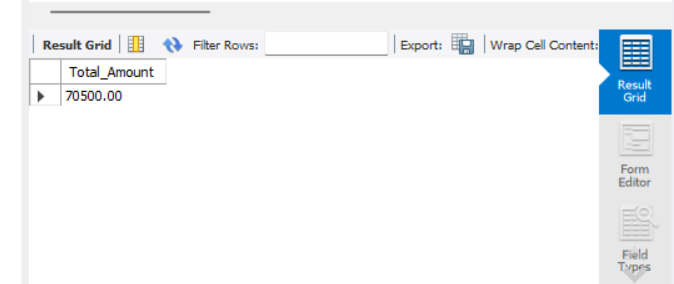 Result Grid Filter Rows: Export: Wrap Cell Content:
Total_Amount
70500.00
Result
Grid
Form
Editor
Field
Types